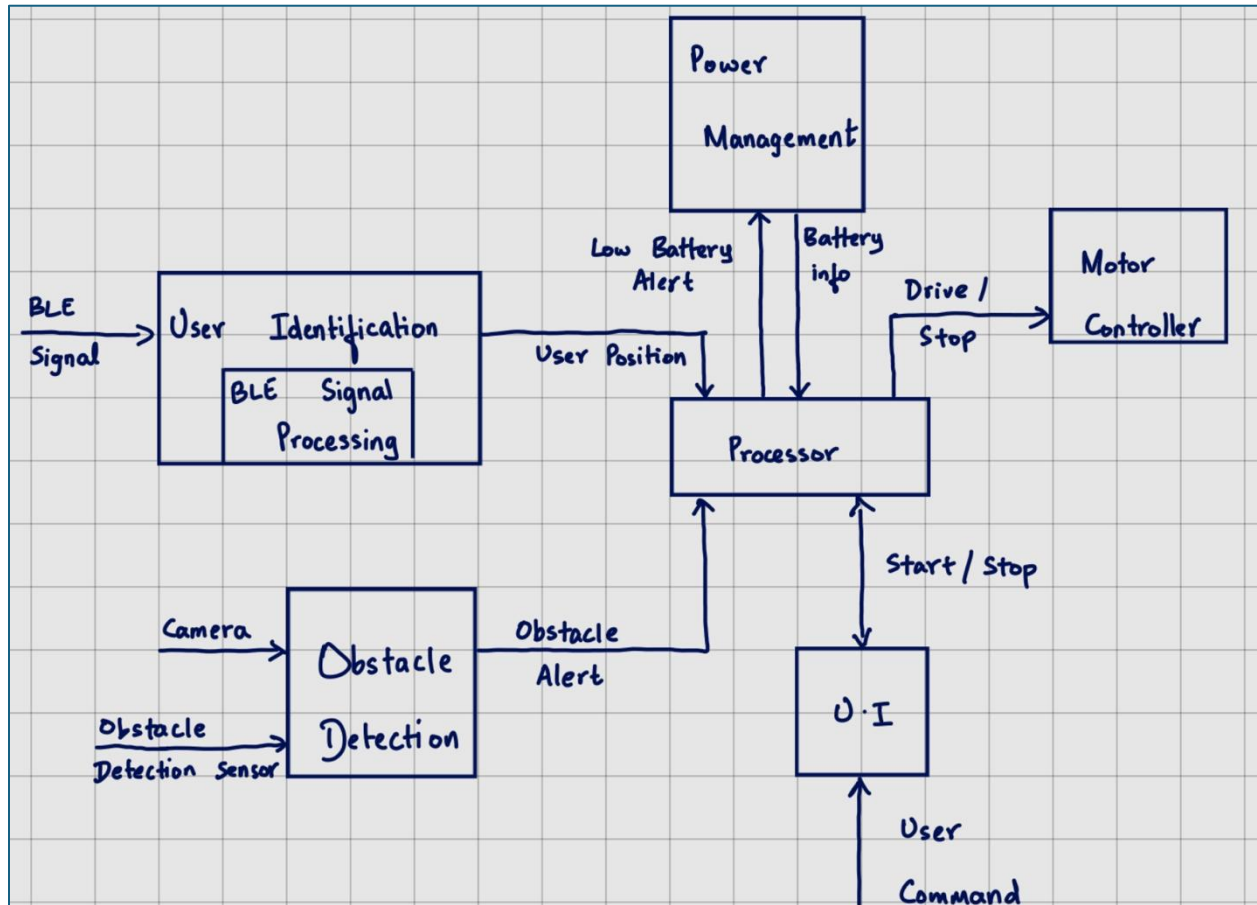 Power
Management
Low Battery
Alert
Battery
info
Motor
Controller
Drive /
Stop
BLE
Signal
User Identification
BLE Signal
Processing
User Position
Processor
Start / Stop
Camera
Obstacle
Detection Sensor
Obstacle
Detection
Obstacle
Alert
U.I
User
Command